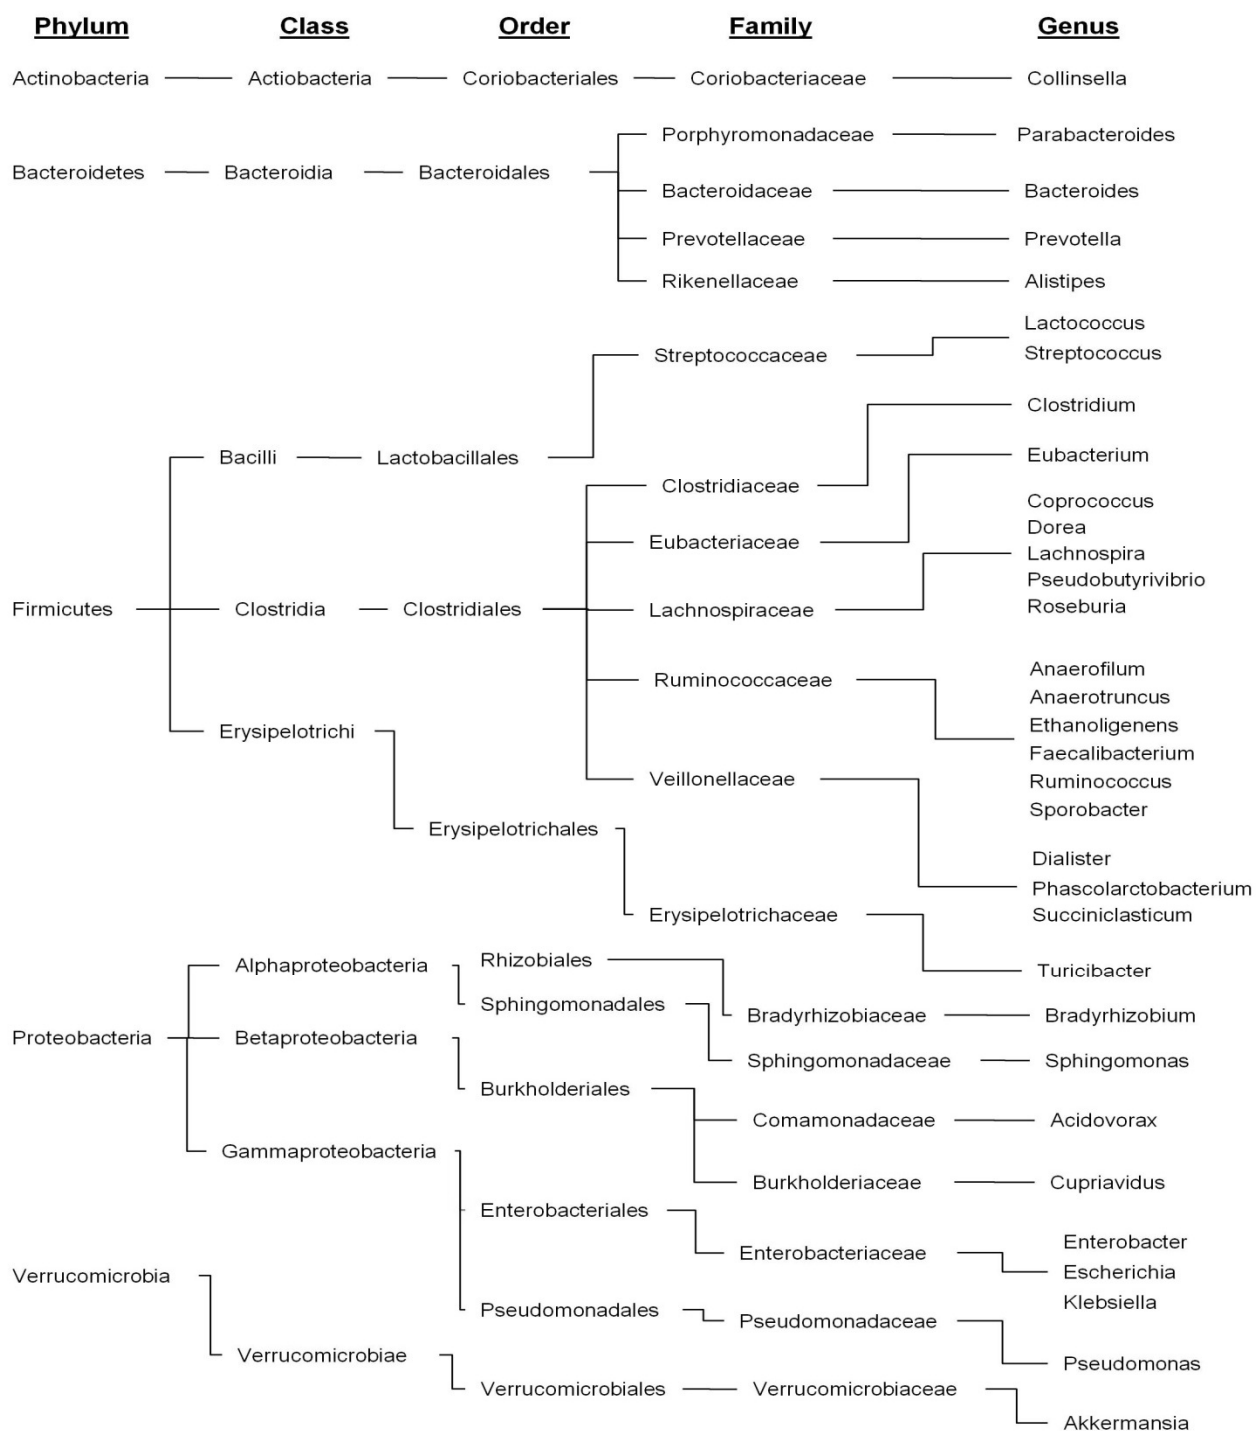 Phylum Class Order Family Genus
Actinobacteria Actiobacteria Coriobacteriales Coriobacteriaceae Collinsella
Porphyromonadaceae Parabacteroides
Bacteroidetes Bacteroidia Bacteroidales
Bacteroidaceae Bacteroides
Prevotellaceae Prevotella
Rikenellaceae Alistipes
Lactococcus
Streptococcaceae Streptococcus
Clostridium
Bacilli Lactobacillales Eubacterium
Clostridiaceae
Coprococcus
Dorea
Eubacteriaceae
Lachnospira
Pseudobutyrivibrio
Firmicutes Clostridia Clostridiales Lachnospiraceae Roseburia
Anaerofilum
Ruminococcaceae
Anaerotruncus
Erysipelotrichi Ethanoligenens
Faecalibacterium
Veillonellaceae Ruminococcus
Sporobacter
Erysipelotrichales
Dialister
Phascolarctobacterium
Erysipelotrichaceae Succiniclasticum
Rhizobiales
Alphaproteobacteria Turicibacter
Sphingomonadales
Bradyrhizobiaceae Bradyrhizobium
Proteobacteria Betaproteobacteria
Sphingomonadaceae Sphingomonas
Burkholderiales
Comamonadaceae Acidovorax
Gammaproteobacteria
Burkholderiaceae Cupriavidus
Enterobacteriales
Enterobacter
Enterobacteriaceae
Verrucomicrobia Escherichia
Klebsiella
Pseudomonadales
Pseudomonadaceae
Verrucomicrobiae Pseudomonas
Verrucomicrobiales Verrucomicrobiaceae
Akkermansia